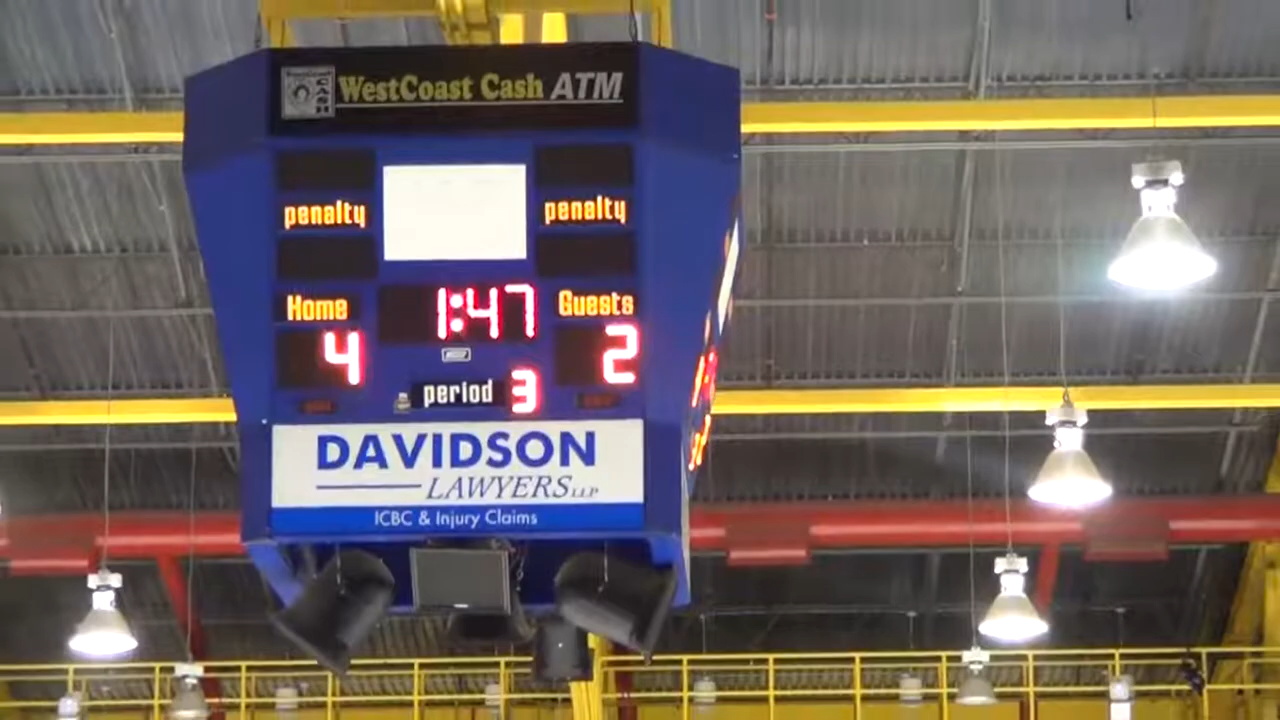 WestCoast Cash ATM
penalty penalty
Home 1:47 Guests
4 2
period 3
DAVIDSON
LAWYERS LLP
ICBC & Injury Claims